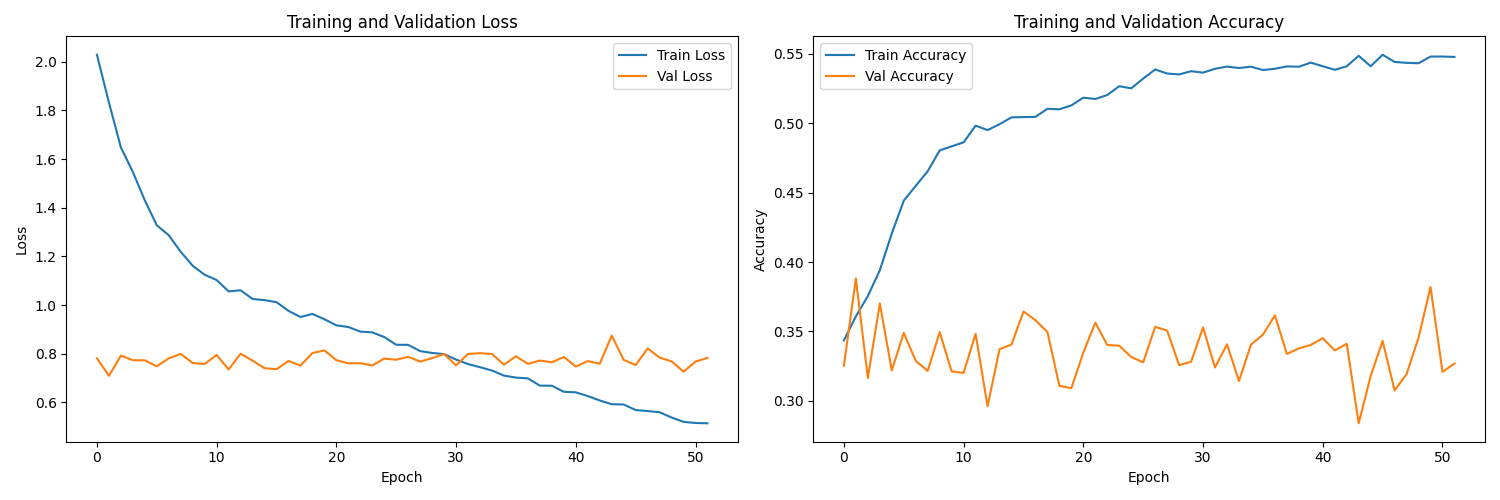 Training and Validation Loss
Train Loss
Val Loss
2.0
1.8
1.6
1.4
1.2
1.0
0.8
0.6
Loss
0 10 20 30 40 50
Epoch
Training and Validation Accuracy
Train Accuracy
Val Accuracy
0.55
0.50
0.45
0.40
0.35
0.30
Accuracy
0 10 20 30 40 50
Epoch